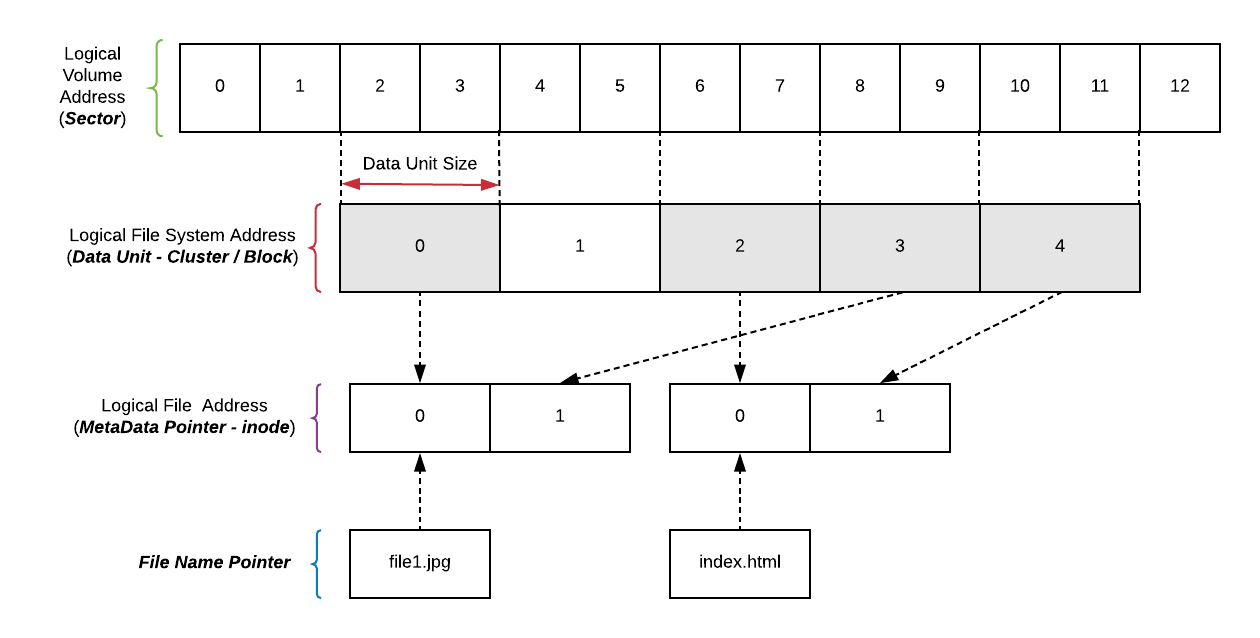 Logical
Volume
Address
(Sector)
0 1 2 3 4 5 6 7 8 9 10 11 12
Data Unit Size
Logical File System Address
(Data Unit - Cluster / Block)
0 1 2 3 4
Logical File  Address
(MetaData Pointer - inode)
0 1 0 1
File Name Pointer
file1.jpg index.html